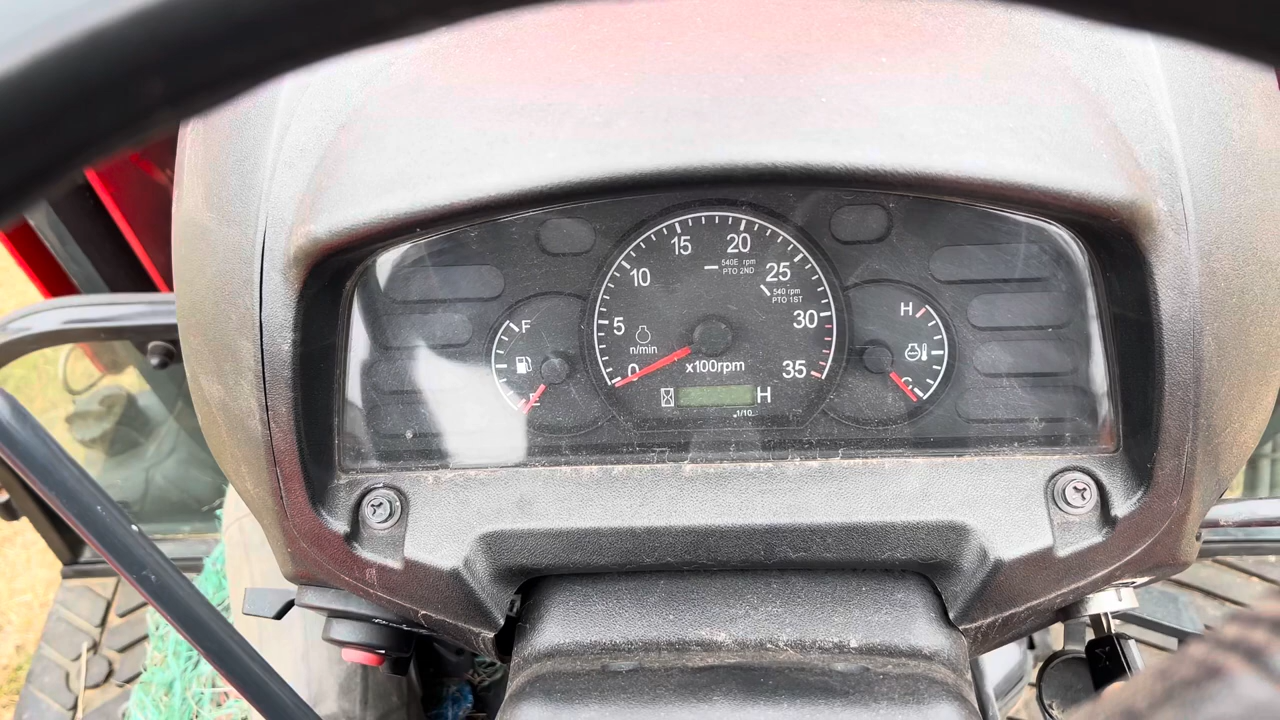 F
E
0
5
10
15
20
25
30
35
540E rpm
PTO 2ND
540 rpm
PTO 1ST
n/min
x100rpm
H
1/10
H
C